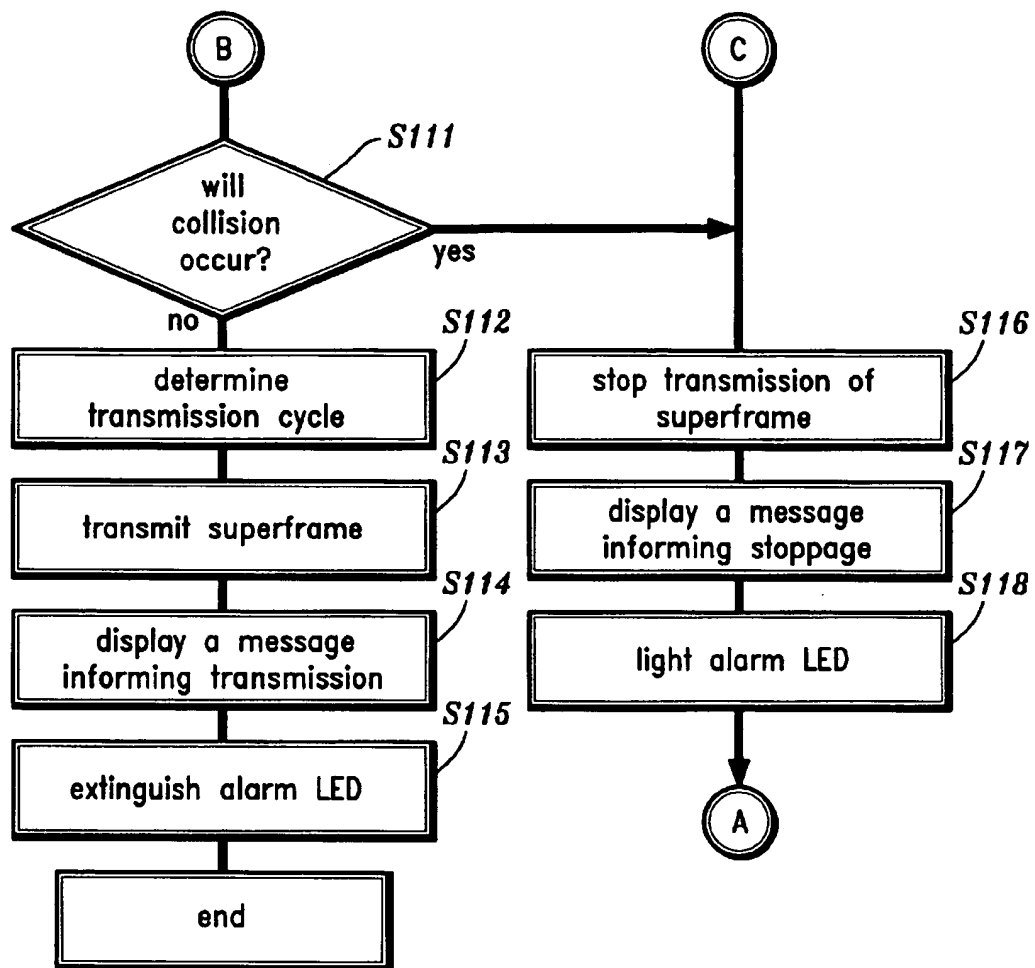 B
C
S111
will
collision
occur?
yes
no
S112
determine
transmission cycle
S113
transmit superframe
S114
display a message
informing transmission
S115
extinguish alarm LED
end
S116
stop transmission of
superframe
S117
display a message
informing stoppage
S118
light alarm LED
A